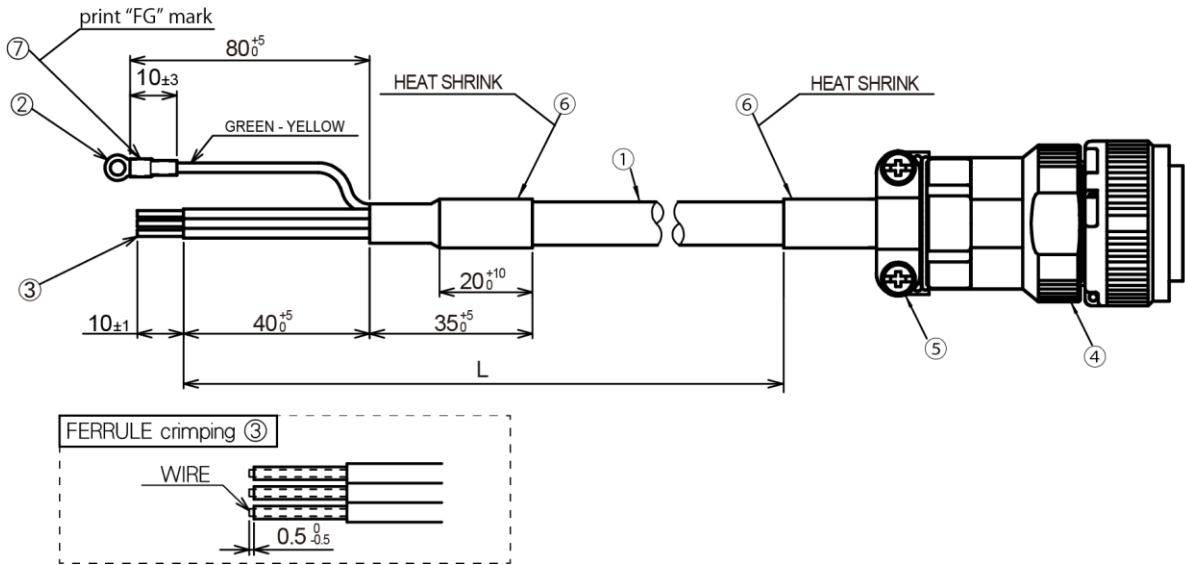 print “FG” mark
⑦
80 +5 0
10±3
②
GREEN - YELLOW
HEAT SHRINK
⑥
①
⑥
HEAT SHRINK
③
20 +10 0
10±1
40 +5 0
35 +5 0
⑤
④
L
FERRULE crimping ③
WIRE
0.5 0 -0.5